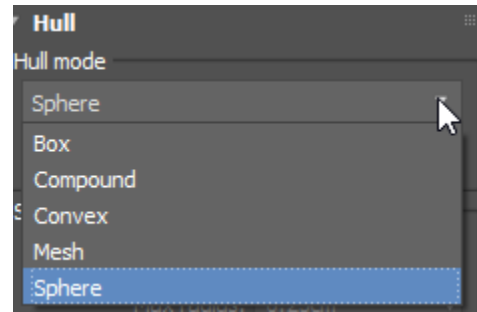 Hull
Hull mode
Sphere
Box
Compound
Convex
Mesh
Sphere